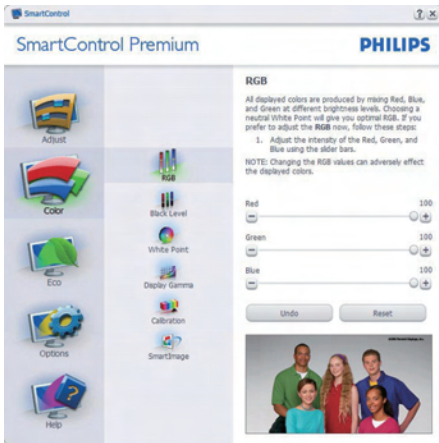 SmartControl
SmartControl Premium
PHILIPS
Adjust
Color
Eco
Options
Help
RGB
Black Level
White Point
Display Gamma
Calibration
SmartImage
RGB
All displayed colors are produced by mixing Red, Blue,
and Green at different brightness levels. Choosing a
neutral White Point will give you optimal RGB. If you
prefer to adjust the RGB now, follow these steps:
1. Adjust the intensity of the Red, Green, and
Blue using the slider bars.
NOTE: Changing the RGB values can adversely effect
the displayed colors.
Red 100
Green 100
Blue 100
Undo Reset